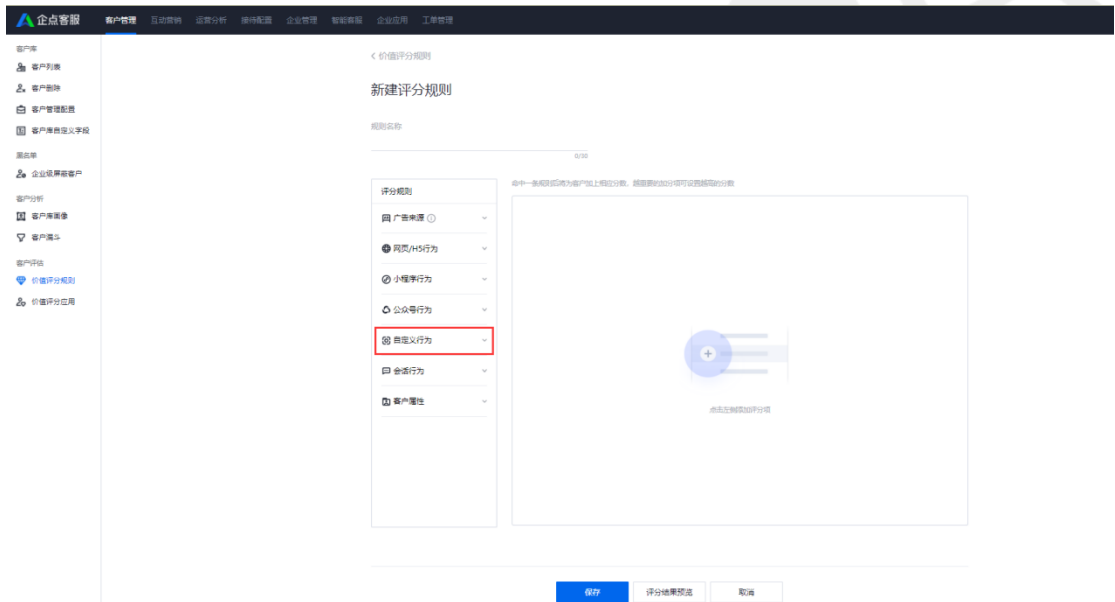 企点客服 客户管理 互动营销 运营分析 接待配置 企业管理 智能客服 企业应用 工单管理
客户库
客户列表
客户删除
客户管理配置
客户库自定义字段
黑名单
企业级屏蔽客户
客户分析
客户库画像
客户漏斗
客户评估
价值评分规则
价值评分应用
< 价值评分规则
新建评分规则
规则名称
0/30
评分规则
广告来源
网页/H5行为
小程序行为
公众号行为
自定义行为
会话行为
客户属性
命中一条规则后将为客户加上相应分数，越重要的加分项可设置越高的分数
点击左侧添加评分项
保存 评分结果预览 取消